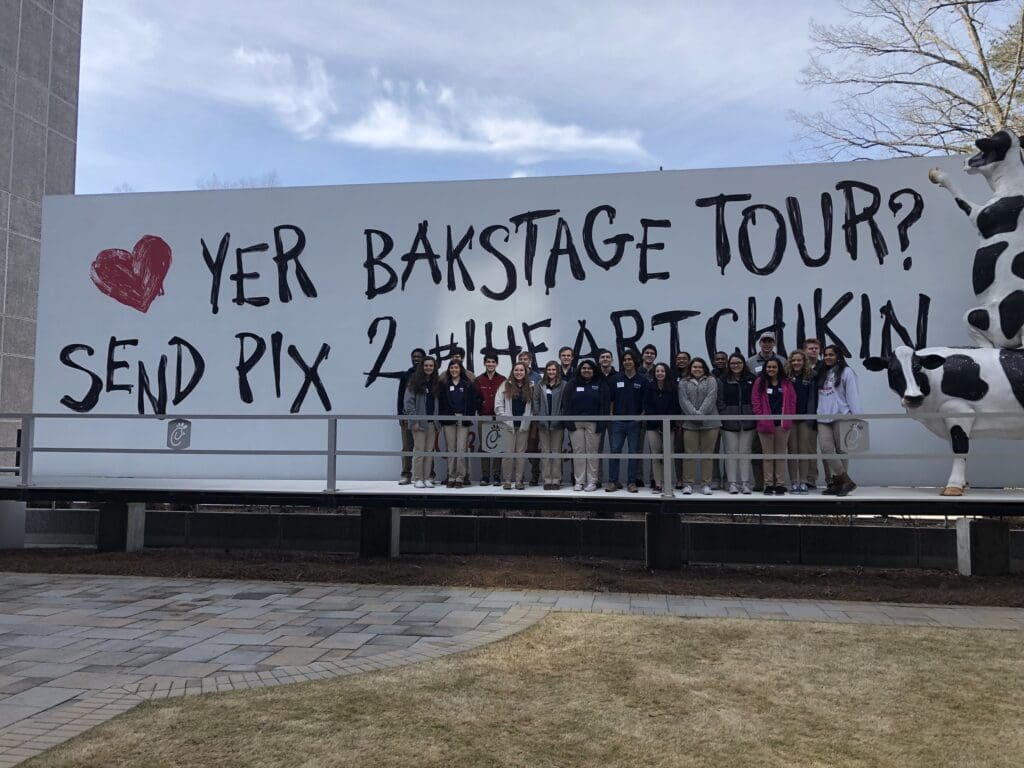 YER BAKSTAGE TOUR?
SEND PIX 2 #IHEARTCHIKIN